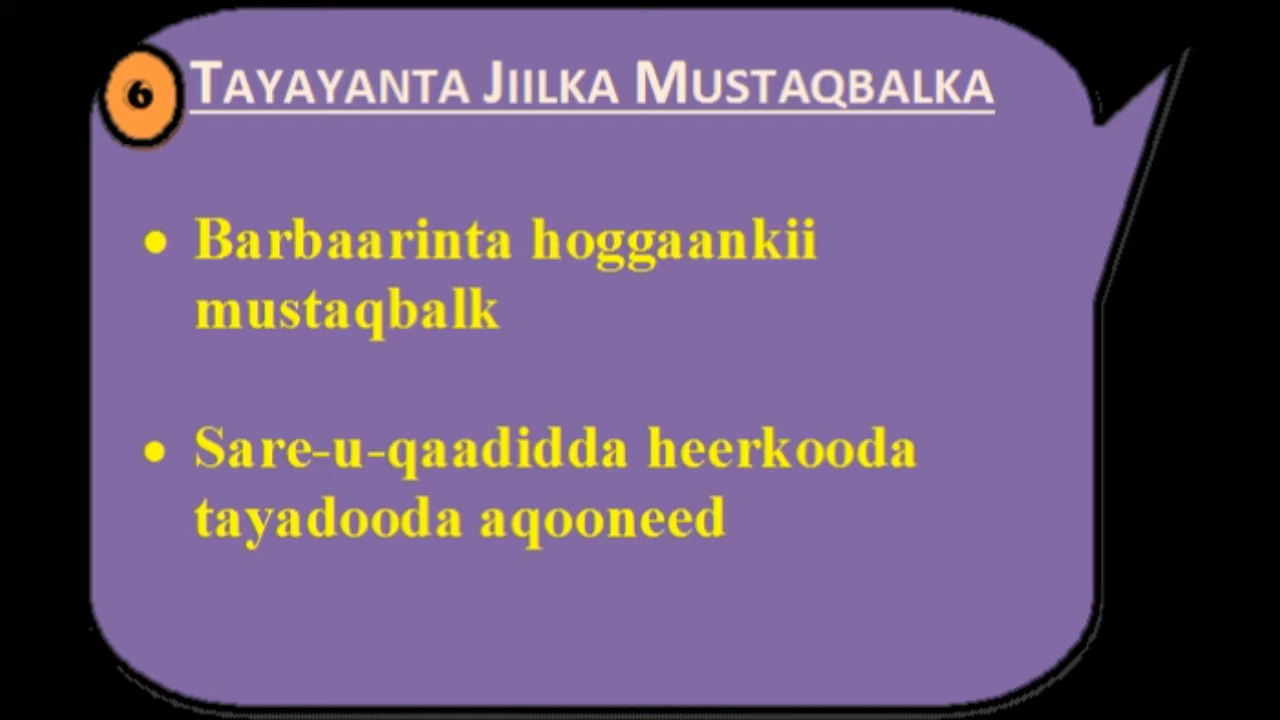 6 TAYAYANTA JIILKA MUSTAQBALKA
• Barbaarinta hoggaankii
mustaqbalk
• Sare-u-qaadidda heerkooda
tayadooda aqooneed